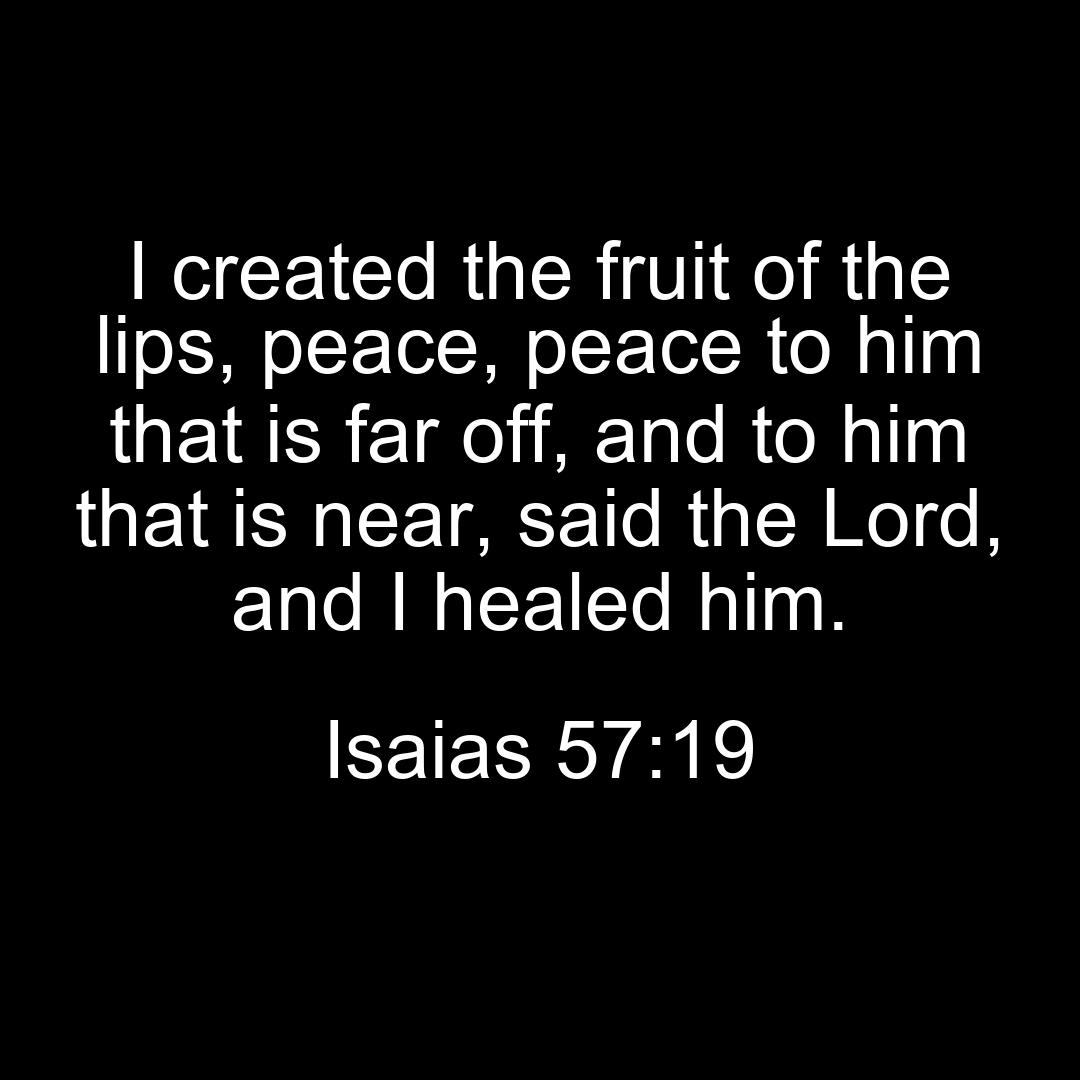 I created the fruit of the
lips, peace, peace to him
that is far off, and to him
that is near, said the Lord,
and I healed him.
Isaias 57:19